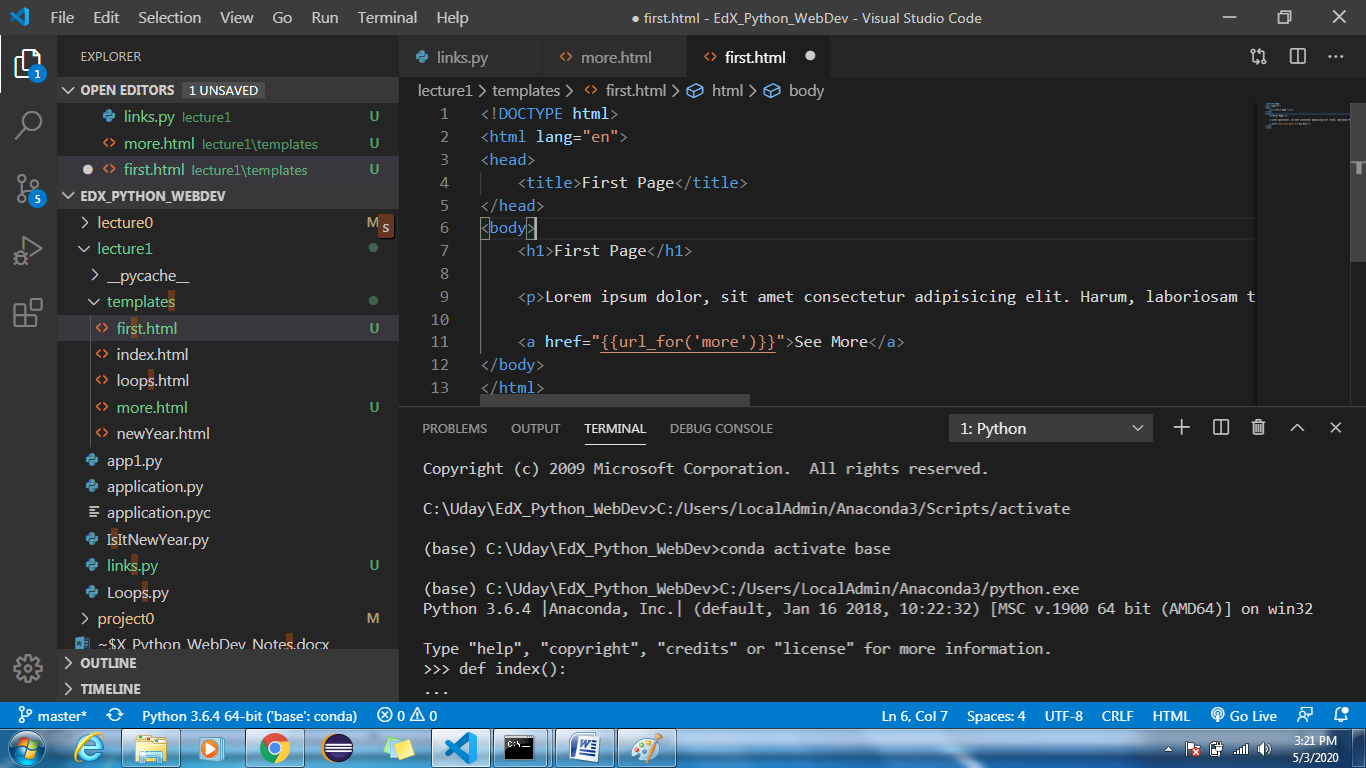 File Edit Selection View Go Run Terminal Help ● first.html - EdX_Python_WebDev - Visual Studio Code
1
5
EXPLORER
OPEN EDITORS 1 UNSAVED
links.py lecture1 U
more.html lecture1\templates U
first.html lecture1\templates U
EDX_PYTHON_WEBDEV
lecture0 M
s
lecture1
__pycache__
templates
first.html U
index.html
loops.html
more.html U
newYear.html
app1.py
application.py
application.pyc
IsItNewYear.py
links.py U
Loops.py
project0 M
~$X_Python_WebDev_Notes.docx
OUTLINE
TIMELINE
links.py more.html first.html
lecture1 > templates > first.html > html > body
1 <!DOCTYPE html>
2 <html lang="en">
3 <head>
4 <title>First Page</title>
5 </head>
6 <body>
7 <h1>First Page</h1>
8
9 <p>Lorem ipsum dolor, sit amet consectetur adipisicing elit. Harum, laboriosam t
10
11 <a href="{{url_for('more')}}">See More</a>
12 </body>
13 </html>
PROBLEMS OUTPUT TERMINAL DEBUG CONSOLE 1: Python
Copyright (c) 2009 Microsoft Corporation.  All rights reserved.
C:\Uday\EdX_Python_WebDev>C:/Users/LocalAdmin/Anaconda3/Scripts/activate
(base) C:\Uday\EdX_Python_WebDev>conda activate base
(base) C:\Uday\EdX_Python_WebDev>C:/Users/LocalAdmin/Anaconda3/python.exe
Python 3.6.4 |Anaconda, Inc.| (default, Jan 16 2018, 10:22:32) [MSC v.1900 64 bit (AMD64)] on win32
Type "help", "copyright", "credits" or "license" for more information.
>>> def index():
...
master* Python 3.6.4 64-bit ('base': conda) 0 0 Ln 6, Col 7 Spaces: 4 UTF-8 CRLF HTML Go Live
3:21 PM
5/3/2020